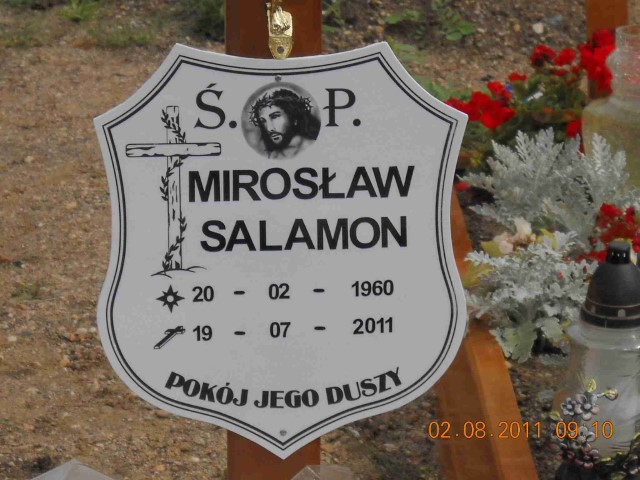 Ś. P.
MIROSŁAW
SALAMON
20 - 02 - 1960
19 - 07 - 2011
POKÓJ JEGO DUSZY
02.08.2011 09:10